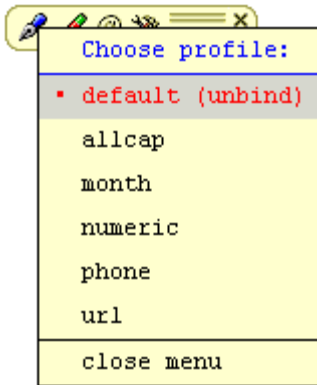 Choose profile:
default (unbind)
allcap
month
numeric
phone
url
close menu